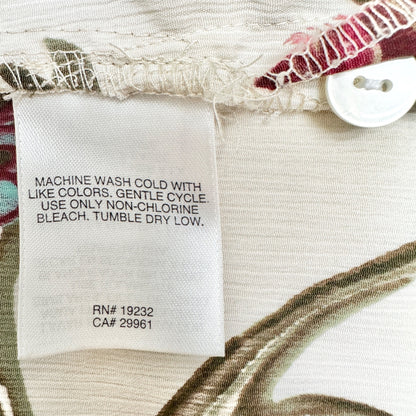 MACHINE WASH COLD WITH
LIKE COLORS. GENTLE CYCLE.
USE ONLY NON-CHLORINE
BLEACH. TUMBLE DRY LOW.
RN# 19232
CA# 29961